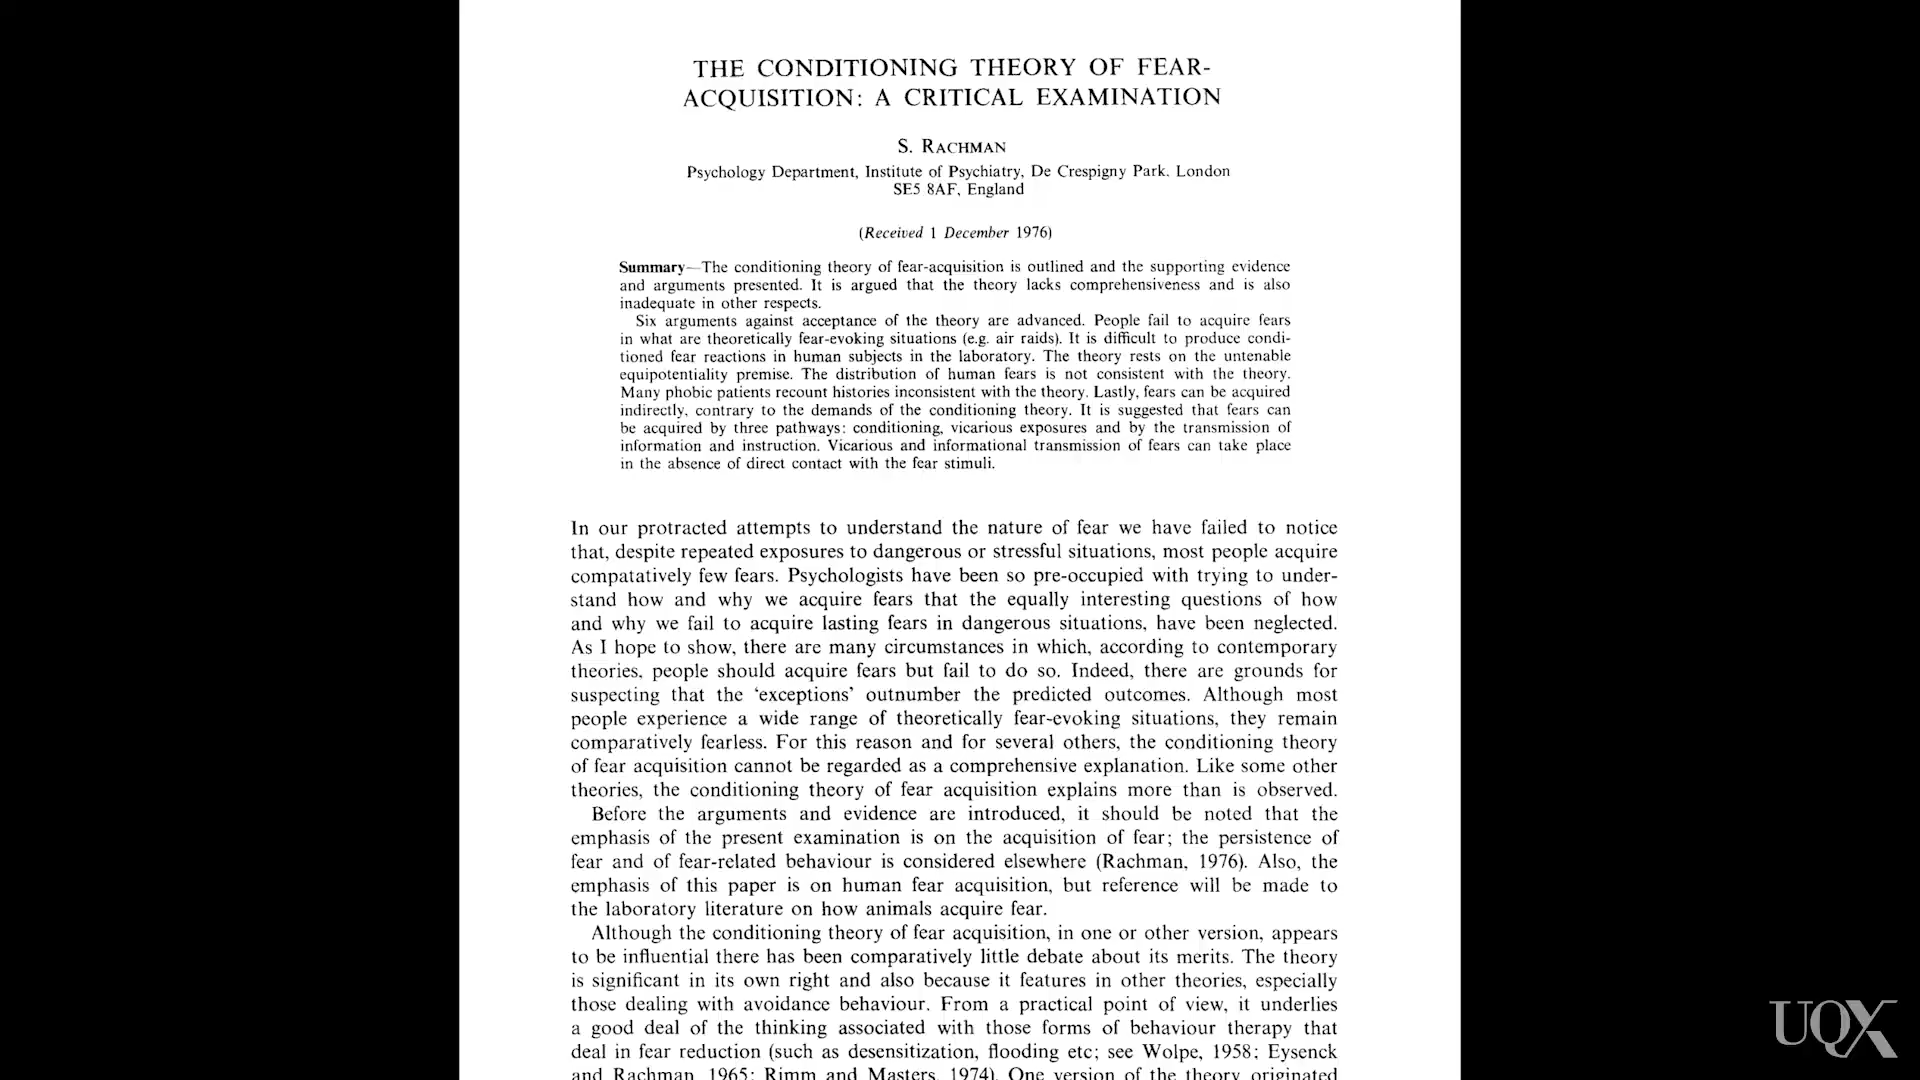 THE CONDITIONING THEORY OF FEAR-
ACQUISITION: A CRITICAL EXAMINATION
S. RACHMAN
Psychology Department, Institute of Psychiatry, De Crespigny Park. London
SE5 8AF, England
(Received 1 December 1976)
Summary—The conditioning theory of fear-acquisition is outlined and the supporting evidence
and arguments presented. It is argued that the theory lacks comprehensiveness and is also
inadequate in other respects.
Six arguments against acceptance of the theory are advanced. People fail to acquire fears
in what are theoretically fear-evoking situations (e.g. air raids). It is difficult to produce condi-
tioned fear reactions in human subjects in the laboratory. The theory rests on the untenable
equipotentiality premise. The distribution of human fears is not consistent with the theory.
Many phobic patients recount histories inconsistent with the theory. Lastly, fears can be acquired
indirectly, contrary to the demands of the conditioning theory. It is suggested that fears can
be acquired by three pathways: conditioning, vicarious exposures and by the transmission of
information and instruction. Vicarious and informational transmission of fears can take place
in the absence of direct contact with the fear stimuli.
In our protracted attempts to understand the nature of fear we have failed to notice
that, despite repeated exposures to dangerous or stressful situations, most people acquire
compatatively few fears. Psychologists have been so pre-occupied with trying to under-
stand how and why we acquire fears that the equally interesting questions of how
and why we fail to acquire lasting fears in dangerous situations, have been neglected.
As I hope to show, there are many circumstances in which, according to contemporary
theories, people should acquire fears but fail to do so. Indeed, there are grounds for
suspecting that the 'exceptions' outnumber the predicted outcomes. Although most
people experience a wide range of theoretically fear-evoking situations, they remain
comparatively fearless. For this reason and for several others, the conditioning theory
of fear acquisition cannot be regarded as a comprehensive explanation. Like some other
theories, the conditioning theory of fear acquisition explains more than is observed.
Before the arguments and evidence are introduced, it should be noted that the
emphasis of the present examination is on the acquisition of fear; the persistence of
fear and of fear-related behaviour is considered elsewhere (Rachman, 1976). Also, the
emphasis of this paper is on human fear acquisition, but reference will be made to
the laboratory literature on how animals acquire fear.
Although the conditioning theory of fear acquisition, in one or other version, appears
to be influential there has been comparatively little debate about its merits. The theory
is significant in its own right and also because it features in other theories, especially
those dealing with avoidance behaviour. From a practical point of view, it underlies
a good deal of the thinking associated with those forms of behaviour therapy that
deal in fear reduction (such as desensitization, flooding etc; see Wolpe, 1958; Eysenck
and Rachman, 1965; Rimm and Masters, 1974). One version of the theory originated
UQX